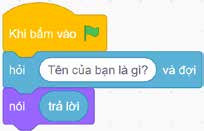 Khi bấm vào
hỏi Tên của bạn là gì? và đợi
nói trả lời